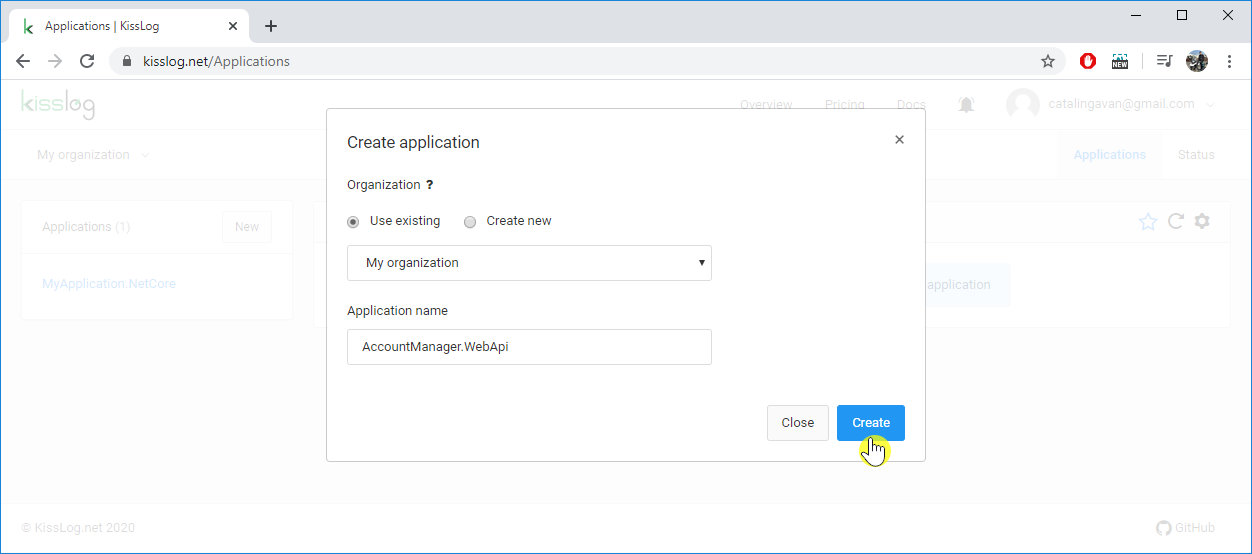 Applications | KissLog
kisslog.net/Applications
NEW
kisslog
Overview Pricing Docs catalingavan@gmail.com
My organization Applications Status
Create application
Organization ?
Use existing Create new
Applications (1) New
My organization
MyApplication.NetCore
application
Application name
AccountManager.WebApi
Close Create
© KissLog.net 2020 GitHub